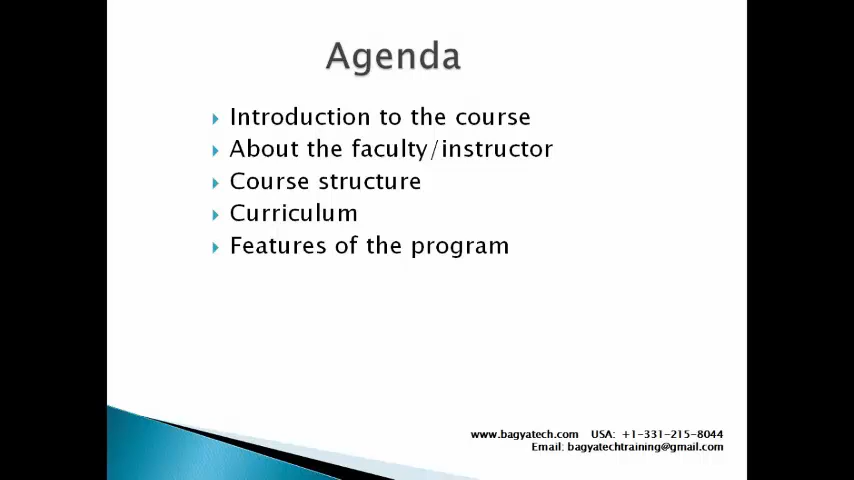 Agenda
Introduction to the course
About the faculty/instructor
Course structure
Curriculum
Features of the program
www.bagyatech.com USA: +1-331-215-8044
Email: bagyatechtraining@gmail.com